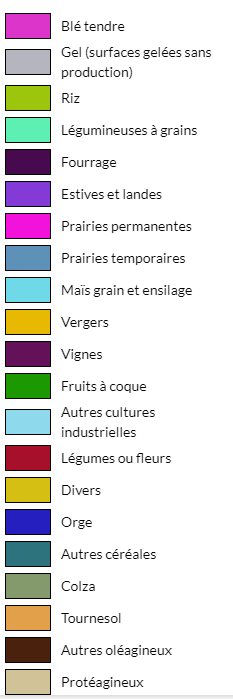 Blé tendre
Gel (surfaces gelées sans
production)
Riz
Légumineuses à grains
Fourrage
Estives et landes
Prairies permanentes
Prairies temporaires
Maïs grain et ensilage
Vergers
Vignes
Fruits à coque
Autres cultures
industrielles
Légumes ou fleurs
Divers
Orge
Autres céréales
Colza
Tournesol
Autres oléagineux
Protéagineux